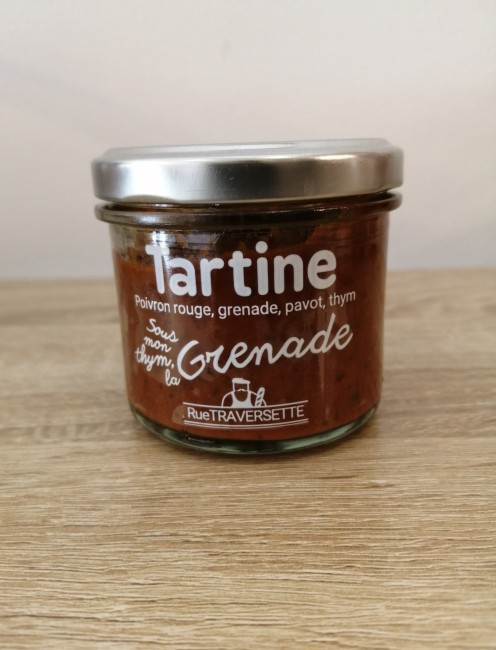 Tartine
Poivron rouge, grenade, pavot, thym
Sous
mon
thym,
la
Grenade
RueTRAVERSETTE